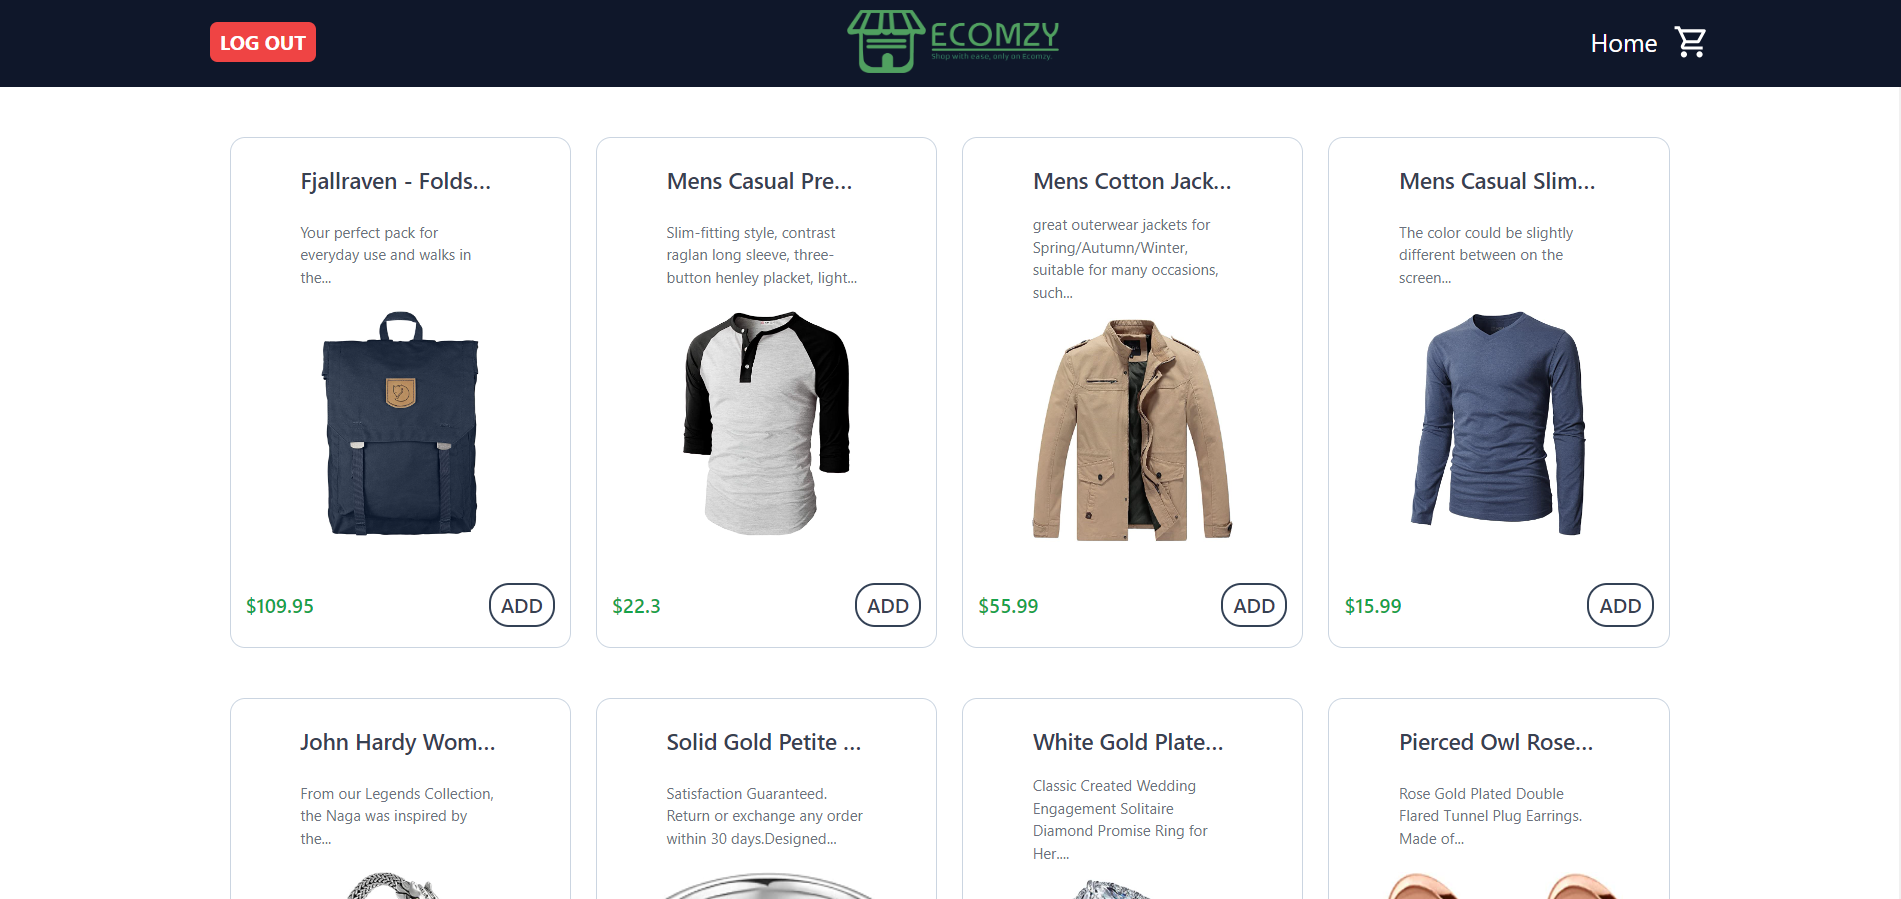 LOG OUT
ECOMZY
Shop with ease, only on Ecomzy.
Home
Fjallraven - Folds...
Your perfect pack for
everyday use and walks in
the...
$109.95
ADD
Mens Casual Pre...
Slim-fitting style, contrast
raglan long sleeve, three-
button henley placket, light...
$22.3
ADD
Mens Cotton Jack...
great outerwear jackets for
Spring/Autumn/Winter,
suitable for many occasions,
such...
$55.99
ADD
Mens Casual Slim...
The color could be slightly
different between on the
screen...
$15.99
ADD
John Hardy Wom...
From our Legends Collection,
the Naga was inspired by
the...
Solid Gold Petite ...
Satisfaction Guaranteed.
Return or exchange any order
within 30 days.Designed...
White Gold Plate...
Classic Created Wedding
Engagement Solitaire
Diamond Promise Ring for
Her....
Pierced Owl Rose...
Rose Gold Plated Double
Flared Tunnel Plug Earrings.
Made of...